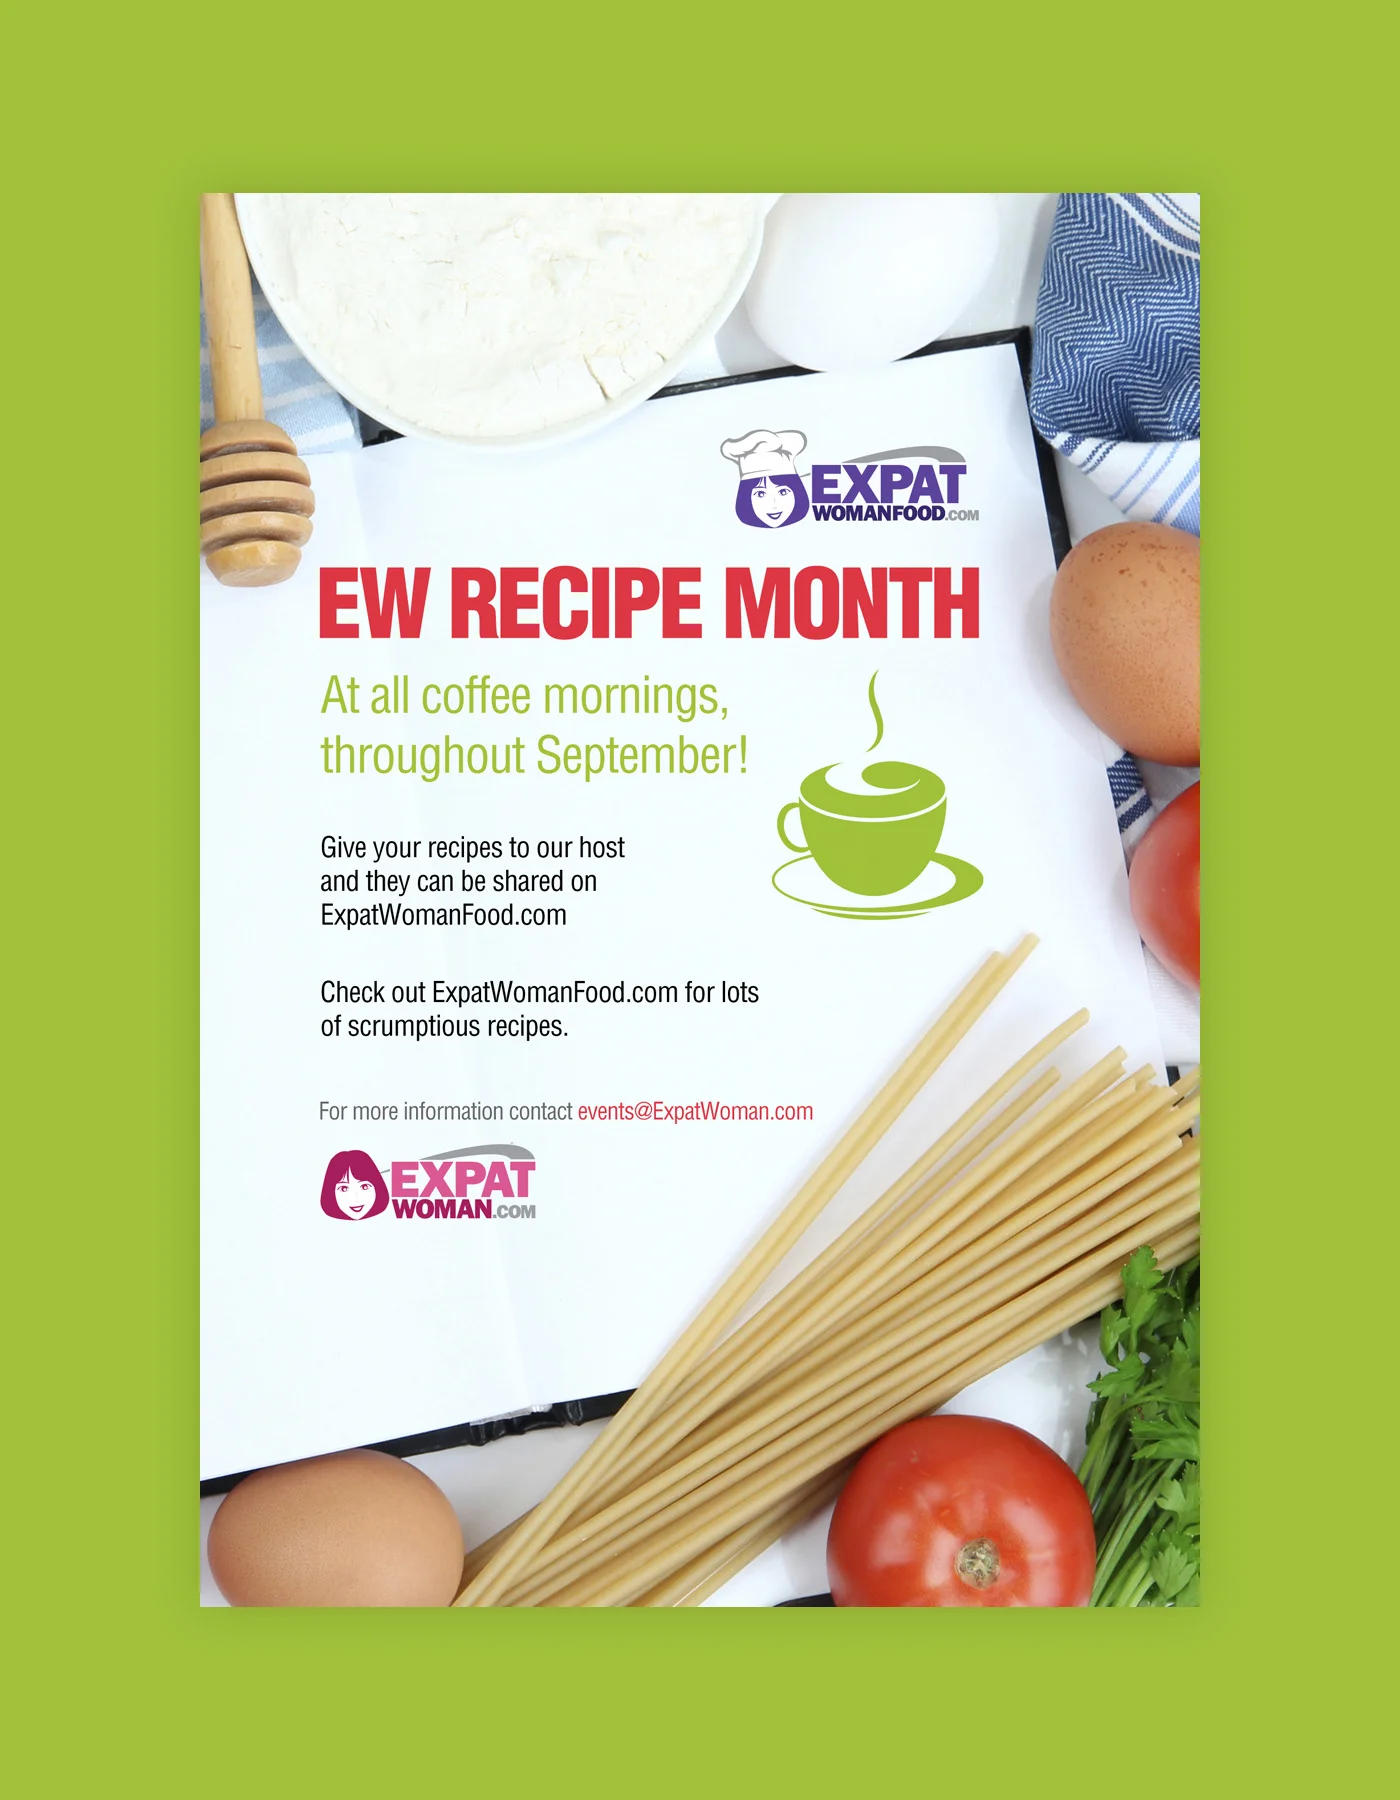 EXPAT
WOMANFOOD.COM
EW RECIPE MONTH
At all coffee mornings,
throughout September!
Give your recipes to our host
and they can be shared on
ExpatWomanFood.com
Check out ExpatWomanFood.com for lots
of scrumptious recipes.
For more information contact events@ExpatWoman.com
EXPAT
WOMAN.COM